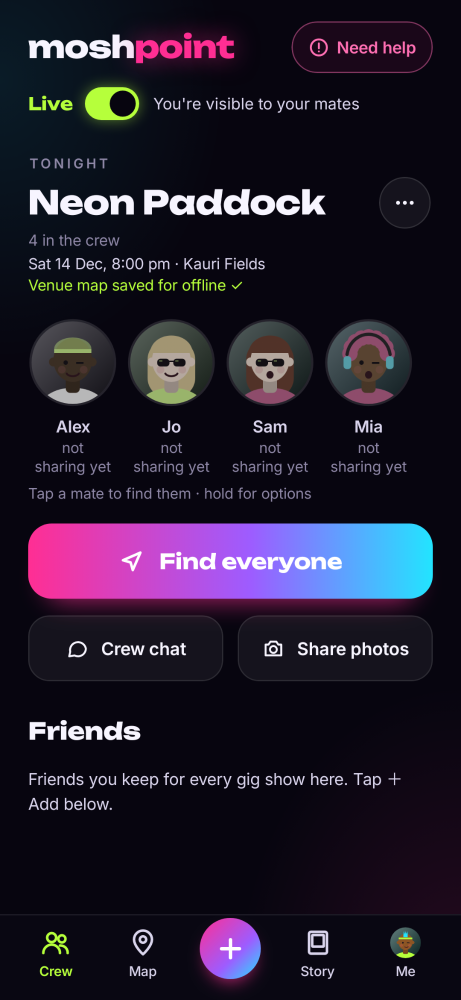 moshpoint
Need help
Live
You're visible to your mates
TONIGHT
Neon Paddock
4 in the crew
Sat 14 Dec, 8:00 pm · Kauri Fields
Venue map saved for offline ✓
Alex
not
sharing yet
Jo
not
sharing yet
Sam
not
sharing yet
Mia
not
sharing yet
Tap a mate to find them · hold for options
Find everyone
Crew chat
Share photos
Friends
Friends you keep for every gig show here. Tap +
Add below.
Crew
Map
Story
Me